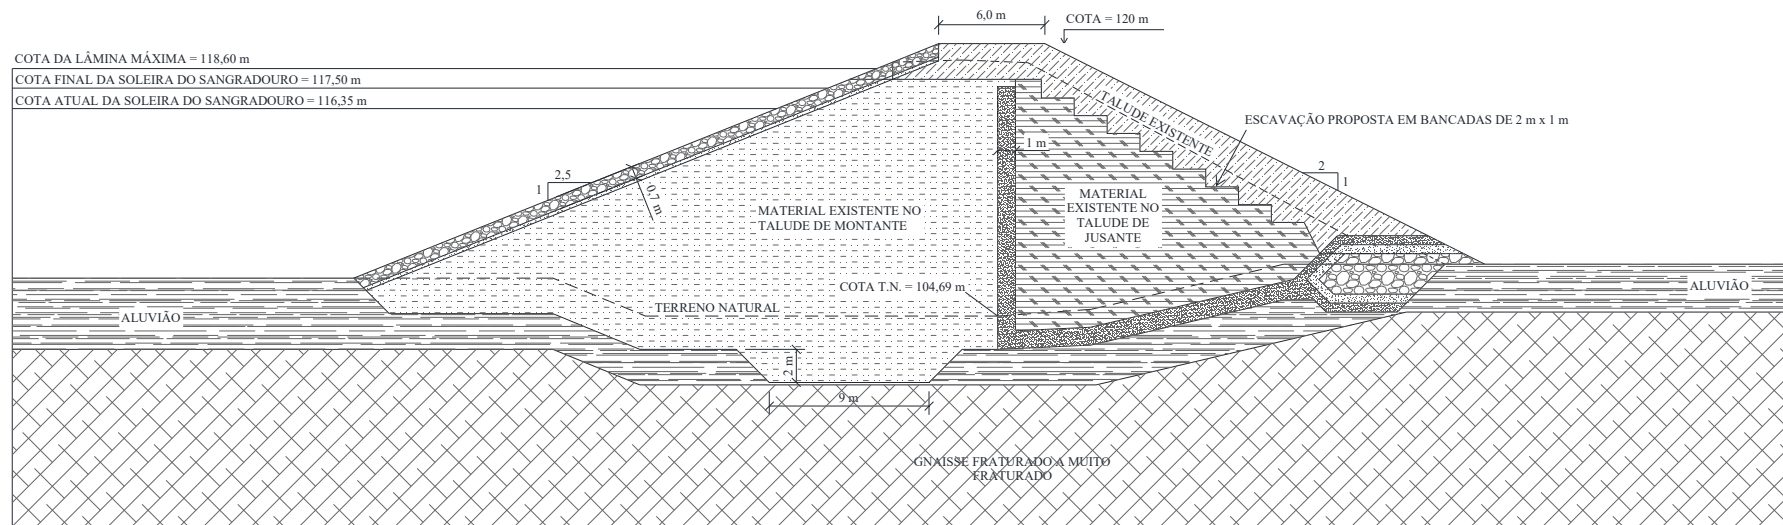 6,0 m
COTA = 120 m
COTA DA LÂMINA MÁXIMA = 118,60 m
COTA FINAL DA SOLEIRA DO SANGRADOURO = 117,50 m
COTA ATUAL DA SOLEIRA DO SANGRADOURO = 116,35 m
TALUDE EXISTENTE
ESCAVAÇÃO PROPOSTA EM BANCADAS DE 2 m x 1 m
1 m
2,5
1
0,7 m
2
1
MATERIAL EXISTENTE NO
TALUDE DE MONTANTE
MATERIAL
EXISTENTE NO
TALUDE DE
JUSANTE
COTA T.N. = 104,69 m
TERRENO NATURAL
ALUVIÃO
ALUVIÃO
2 m
9 m
GNAISSE FRATURADO A MUITO
FRATURADO